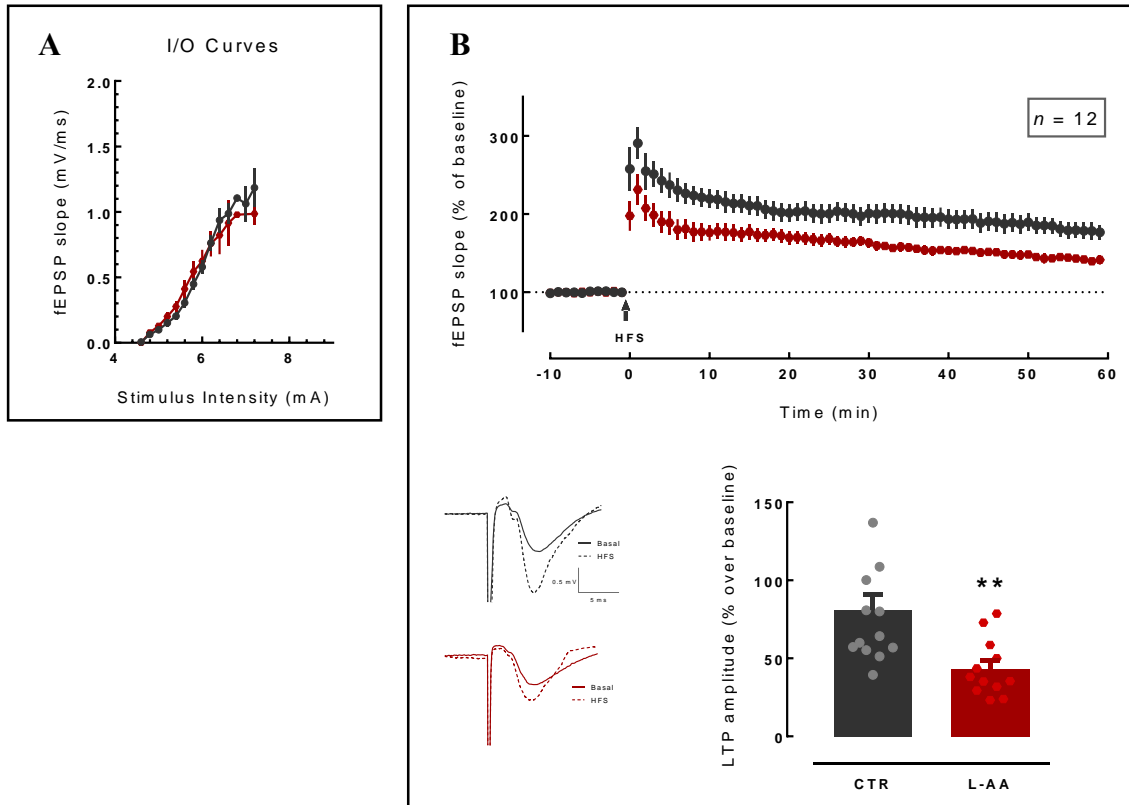 A
I/O Curves
fEPSP slope (mV/ms)
2.0
1.5
1.0
0.5
0.0
4 6 8
Stimulus Intensity (mA)
B
n = 12
fEPSP slope (% of baseline)
300
200
100
HFS
-10 0 10 20 30 40 50 60
Time (min)
Basal
HFS
0.5 mV
5 ms
Basal
HFS
LTP amplitude (% over baseline)
150
100
50
0
**
CTR L-AA